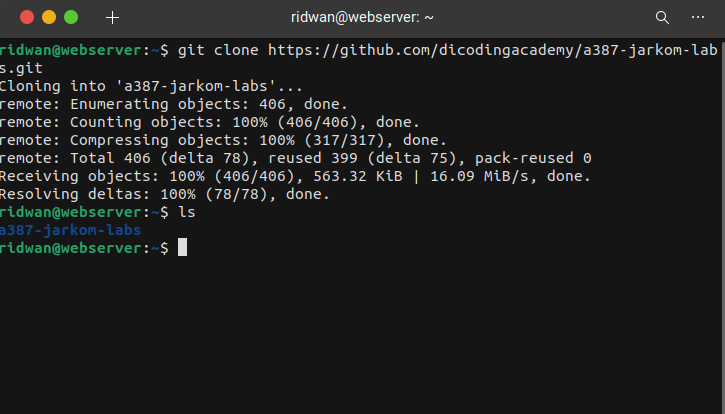 ridwan@webserver: ~
ridwan@webserver:~$ git clone https://github.com/dicodingacademy/a387-jarkom-lab
s.git
Cloning into 'a387-jarkom-labs'...
remote: Enumerating objects: 406, done.
remote: Counting objects: 100% (406/406), done.
remote: Compressing objects: 100% (317/317), done.
remote: Total 406 (delta 78), reused 399 (delta 75), pack-reused 0
Receiving objects: 100% (406/406), 563.32 KiB | 16.09 MiB/s, done.
Resolving deltas: 100% (78/78), done.
ridwan@webserver:~$ ls
a387-jarkom-labs
ridwan@webserver:~$